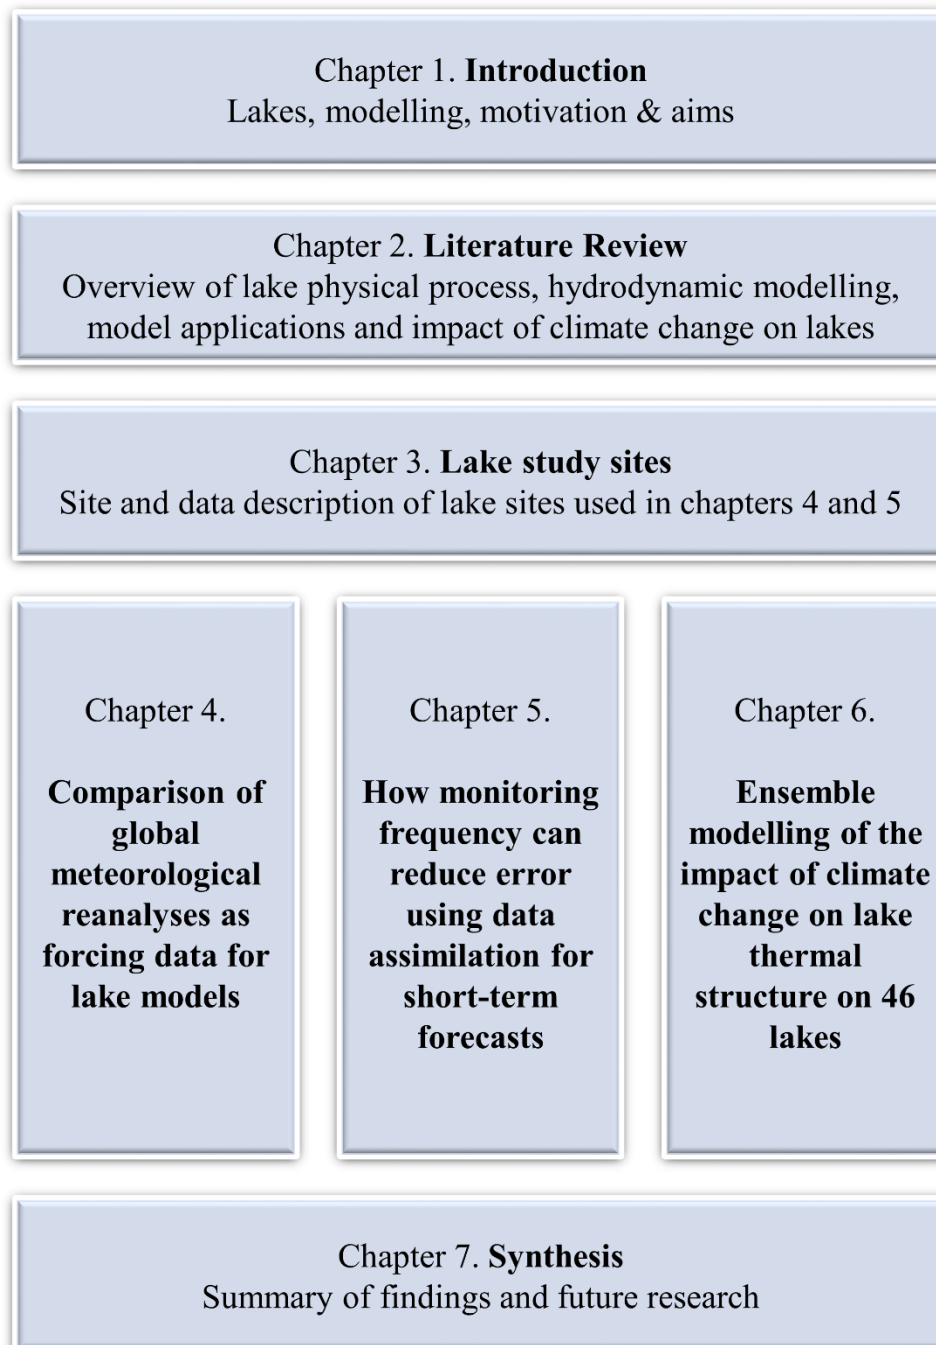 Chapter 1. Introduction
Lakes, modelling, motivation & aims
Chapter 2. Literature Review
Overview of lake physical process, hydrodynamic modelling,
model applications and impact of climate change on lakes
Chapter 3. Lake study sites
Site and data description of lake sites used in chapters 4 and 5
Chapter 4.
Comparison of
global
meteorological
reanalyses as
forcing data for
lake models
Chapter 5.
How monitoring
frequency can
reduce error
using data
assimilation for
short-term
forecasts
Chapter 6.
Ensemble
modelling of the
impact of climate
change on lake
thermal
structure on 46
lakes
Chapter 7. Synthesis
Summary of findings and future research